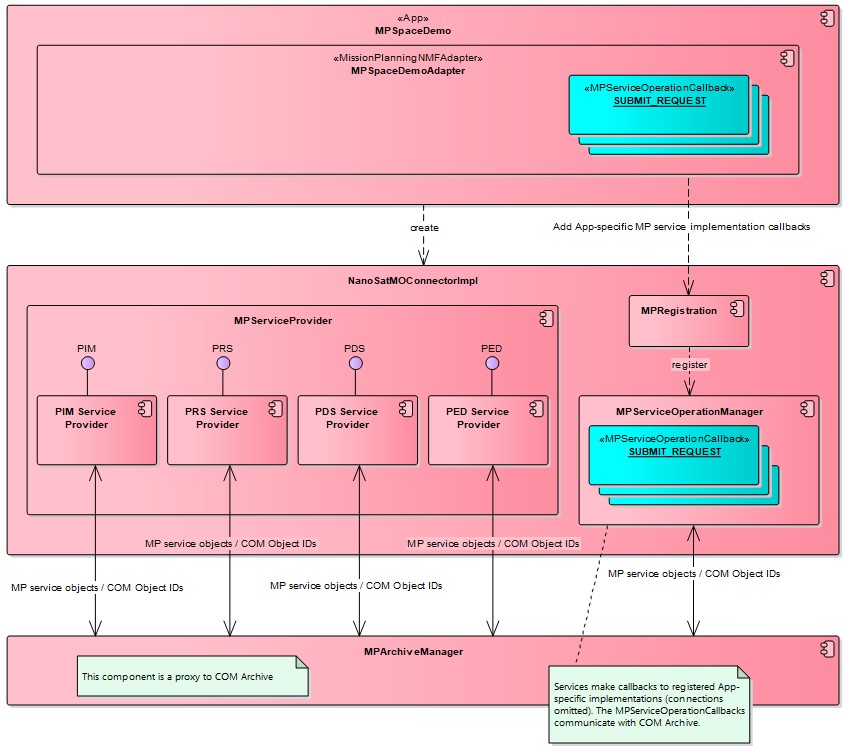 «App»
MPSpaceDemo
«MissionPlanningNMFAdapter»
MPSpaceDemoAdapter
«MPServiceOperationCallback»
SUBMIT_REQUEST
create
Add App-specific MP service implementation callbacks
NanoSatMOConnectorImpl
MPServiceProvider
MPRegistration
PIM
PRS
PDS
PED
register
PIM Service
Provider
PRS Service
Provider
PDS Service
Provider
PED Service
Provider
MPServiceOperationManager
«MPServiceOperationCallback»
SUBMIT_REQUEST
MP service objects / COM Object IDs
MP service objects / COM Object IDs
MP service objects / COM Object IDs
MP service objects / COM Object IDs
MP service objects / COM Object IDs
MPArchiveManager
This component is a proxy to COM Archive
Services make callbacks to registered App-
specific implementations (connections
omitted). The MPServiceOperationCallbacks
communicate with COM Archive.